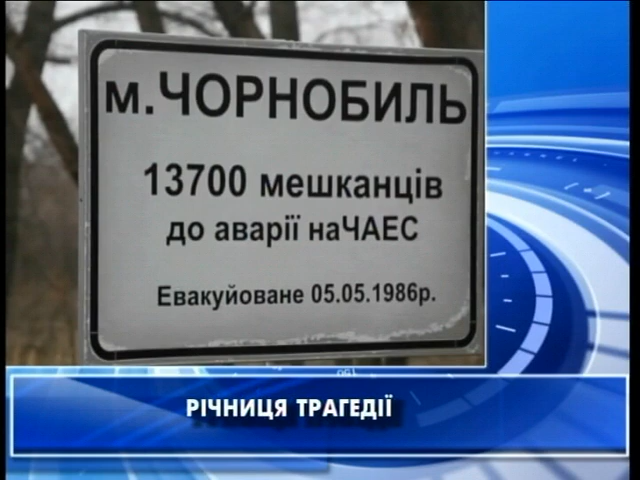 м.ЧОРНОБИЛЬ
13700 мешканців
до аварії наЧАЕС
Евакуйоване 05.05.1986р.
РІЧНИЦЯ ТРАГЕДІЇ